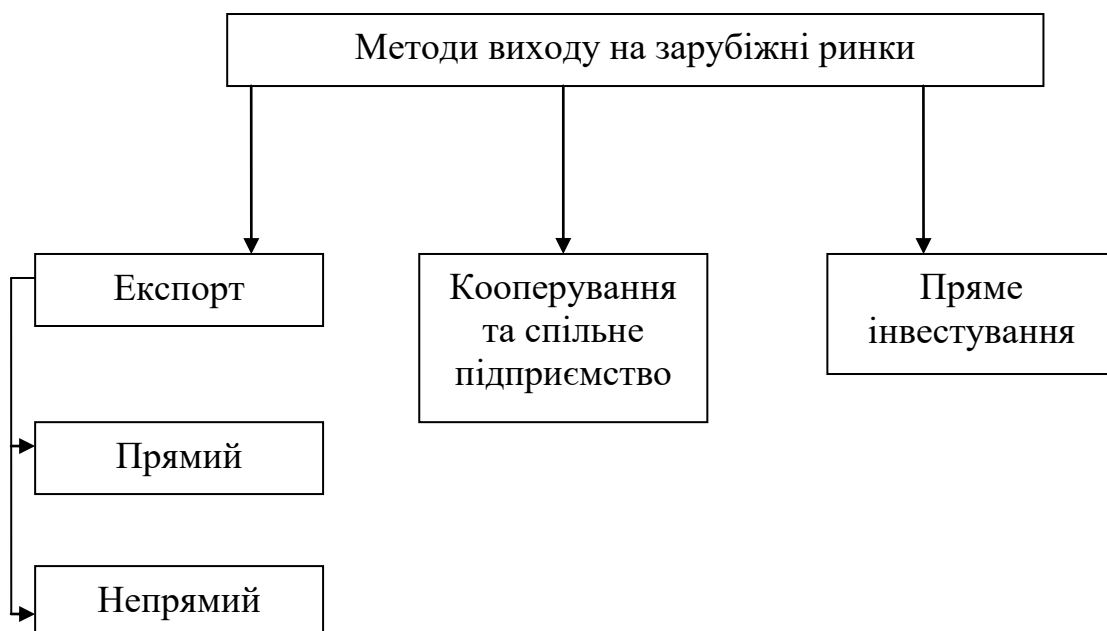 Методи виходу на зарубіжні ринки
Експорт
Кооперування
та спільне
підприємство
Пряме
інвестування
Прямий
Непрямий